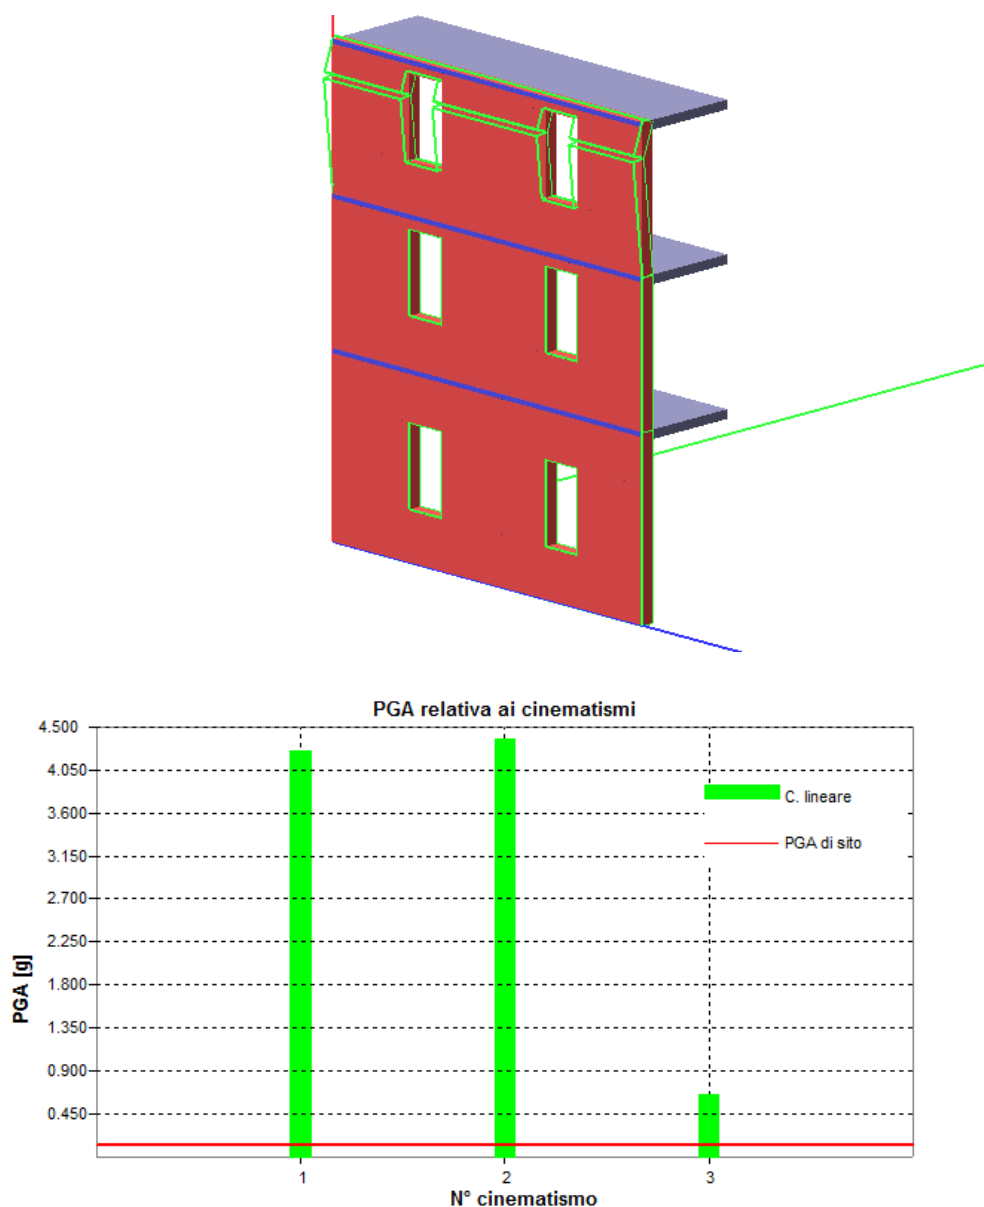 PGA relativa ai cinematismi
4.500
4.050
3.600
3.150
2.700
2.250
1.800
1.350
0.900
0.450
PGA [g]
C. lineare
PGA di sito
1 2 3
N° cinematismo